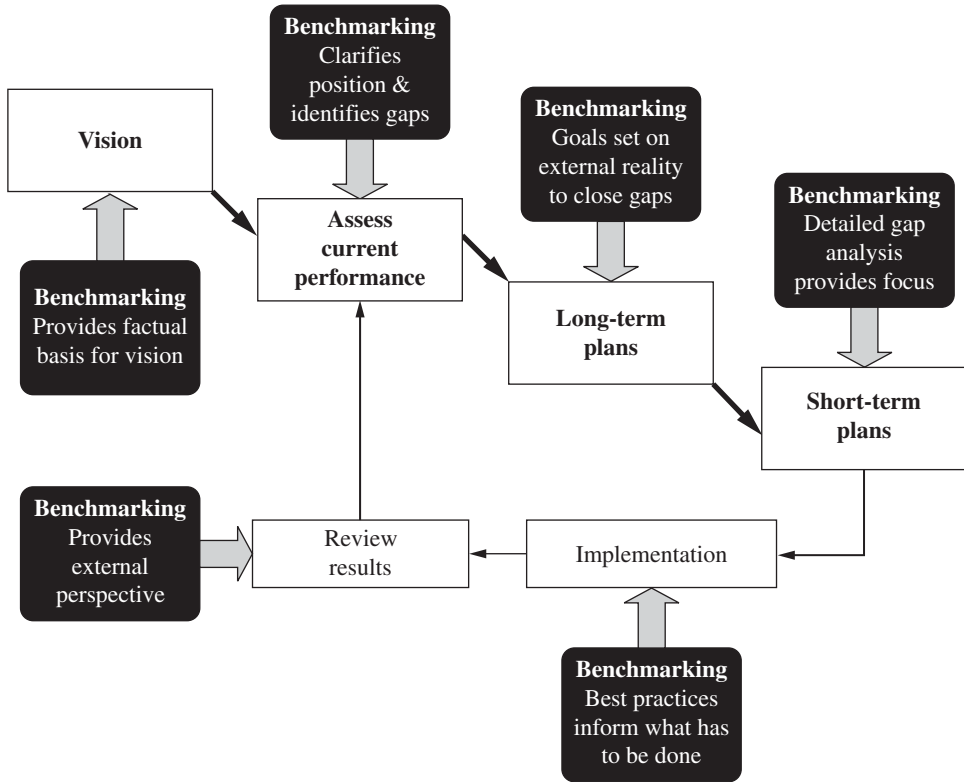 Benchmarking
Clarifies
position &
identifies gaps
Vision
Benchmarking
Goals set on
external reality
to close gaps
Benchmarking
Detailed gap
analysis
provides focus
Assess
current
performance
Benchmarking
Provides factual
basis for vision
Long-term
plans
Short-term
plans
Benchmarking
Provides
external
perspective
Review
results
Implementation
Benchmarking
Best practices
inform what has
to be done